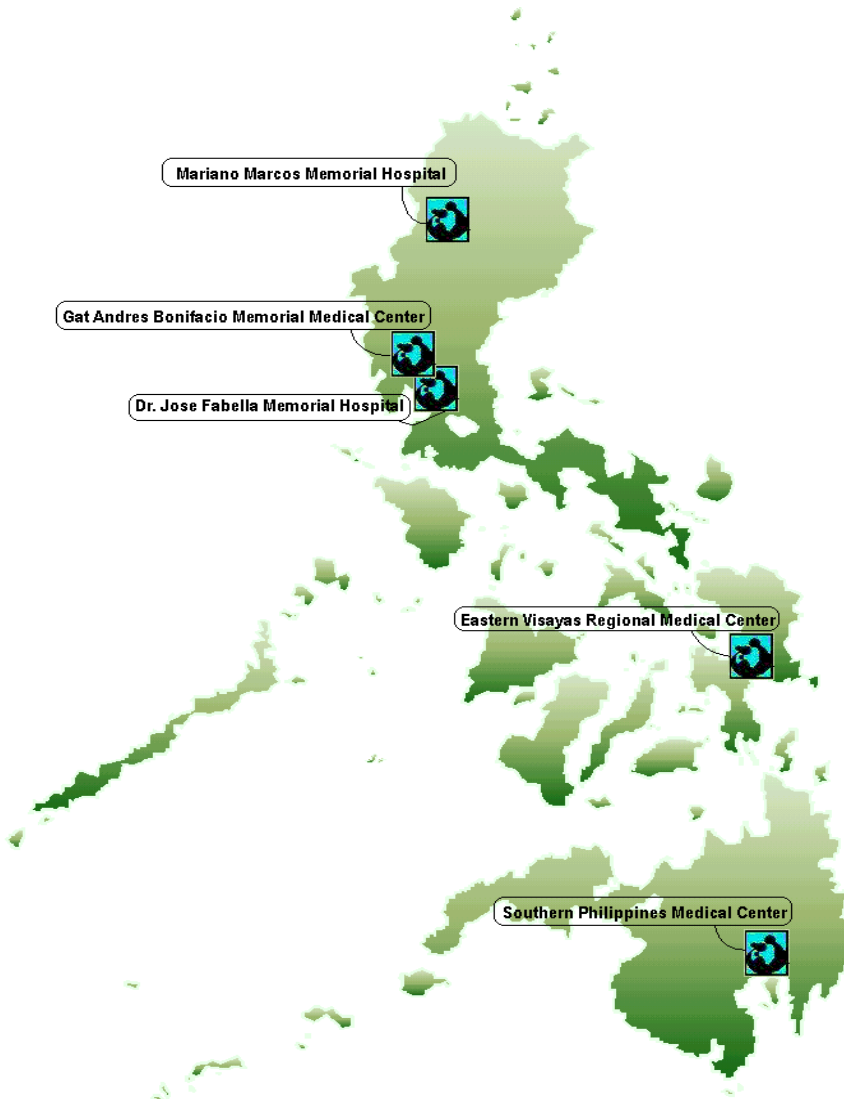 Mariano Marcos Memorial Hospital
Gat Andres Bonifacio Memorial Medical Center
Dr. Jose Fabella Memorial Hospital
Eastern Visayas Regional Medical Center
Southern Philippines Medical Center